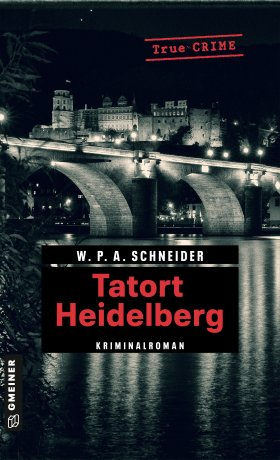 True CRIME
W. P. A. SCHNEIDER
Tatort
Heidelberg
KRIMINALROMAN
GMEINER